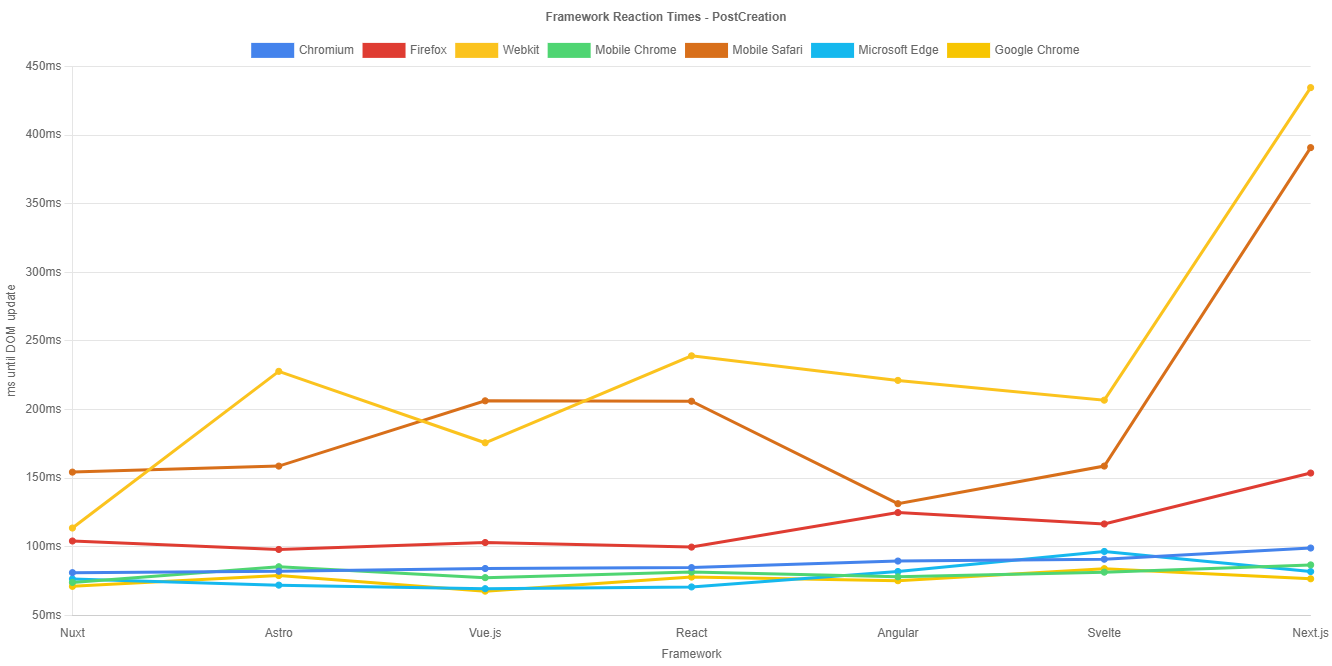 Framework Reaction Times - PostCreation
Chromium Firefox Webkit Mobile Chrome Mobile Safari Microsoft Edge Google Chrome
450ms
400ms
350ms
300ms
250ms
200ms
150ms
100ms
50ms
ms until DOM update
Nuxt Astro Vue.js React Angular Svelte Next.js
Framework